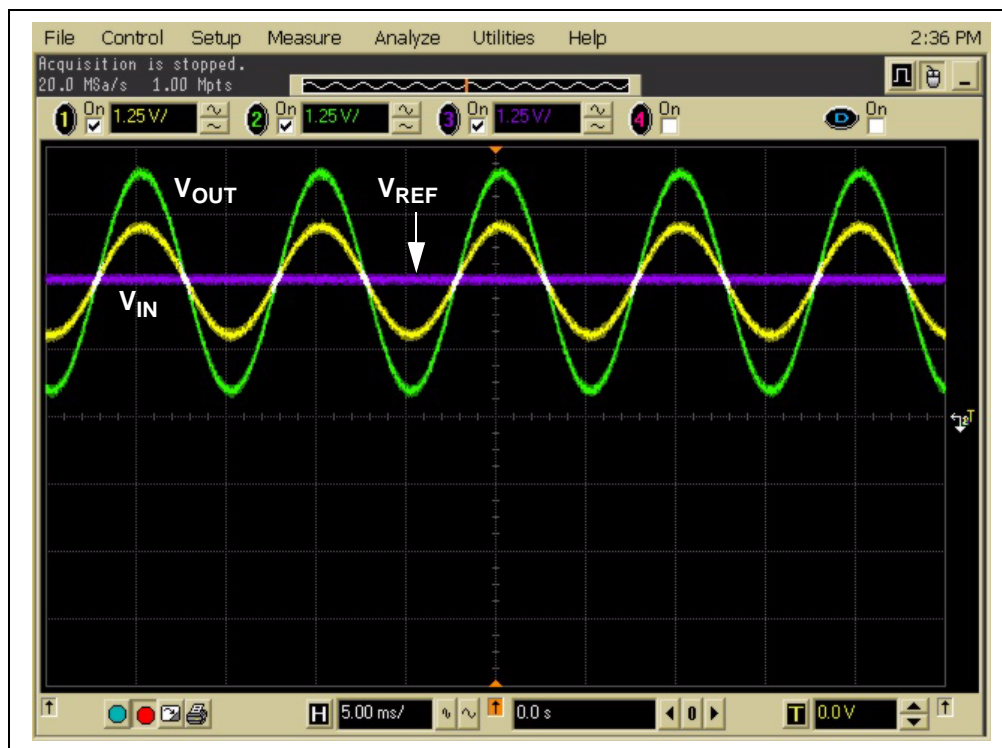 File Control Setup Measure Analyze Utilities Help 2:36 PM
Acquisition is stopped.
20.0 MSa/s 1.00 Mpts
1 On 1.25 V/ 2 On 1.25 V/ 3 On 1.25 V/ 4 On D On
VOUT VREF
VIN
T
H 5.00 ms/ 0.0 s 0 T 0.0 V